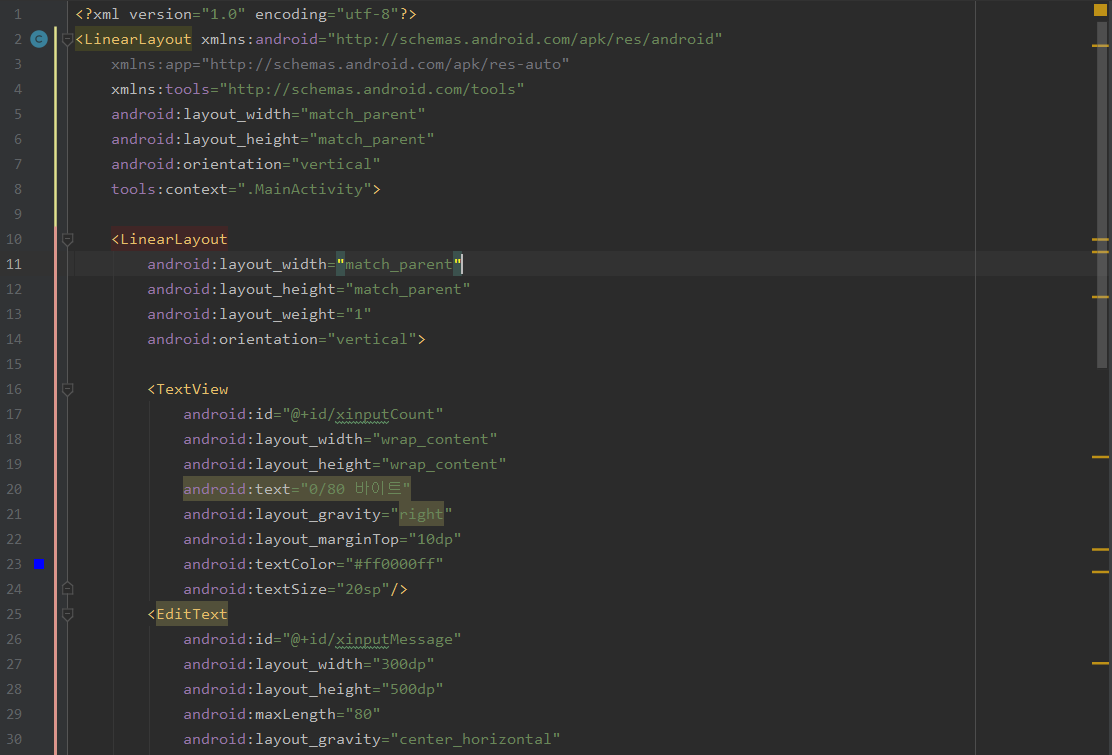 1 <?xml version="1.0" encoding="utf-8"?>
2 <LinearLayout xmlns:android="http://schemas.android.com/apk/res/android"
3 xmlns:app="http://schemas.android.com/apk/res-auto"
4 xmlns:tools="http://schemas.android.com/tools"
5 android:layout_width="match_parent"
6 android:layout_height="match_parent"
7 android:orientation="vertical"
8 tools:context=".MainActivity">
9
10 <LinearLayout
11 android:layout_width="match_parent"
12 android:layout_height="match_parent"
13 android:layout_weight="1"
14 android:orientation="vertical">
15
16 <TextView
17 android:id="@+id/xinputCount"
18 android:layout_width="wrap_content"
19 android:layout_height="wrap_content"
20 android:text="0/80 바이트"
21 android:layout_gravity="right"
22 android:layout_marginTop="10dp"
23 android:textColor="#ff0000ff"
24 android:textSize="20sp"/>
25 <EditText
26 android:id="@+id/xinputMessage"
27 android:layout_width="300dp"
28 android:layout_height="500dp"
29 android:maxLength="80"
30 android:layout_gravity="center_horizontal"